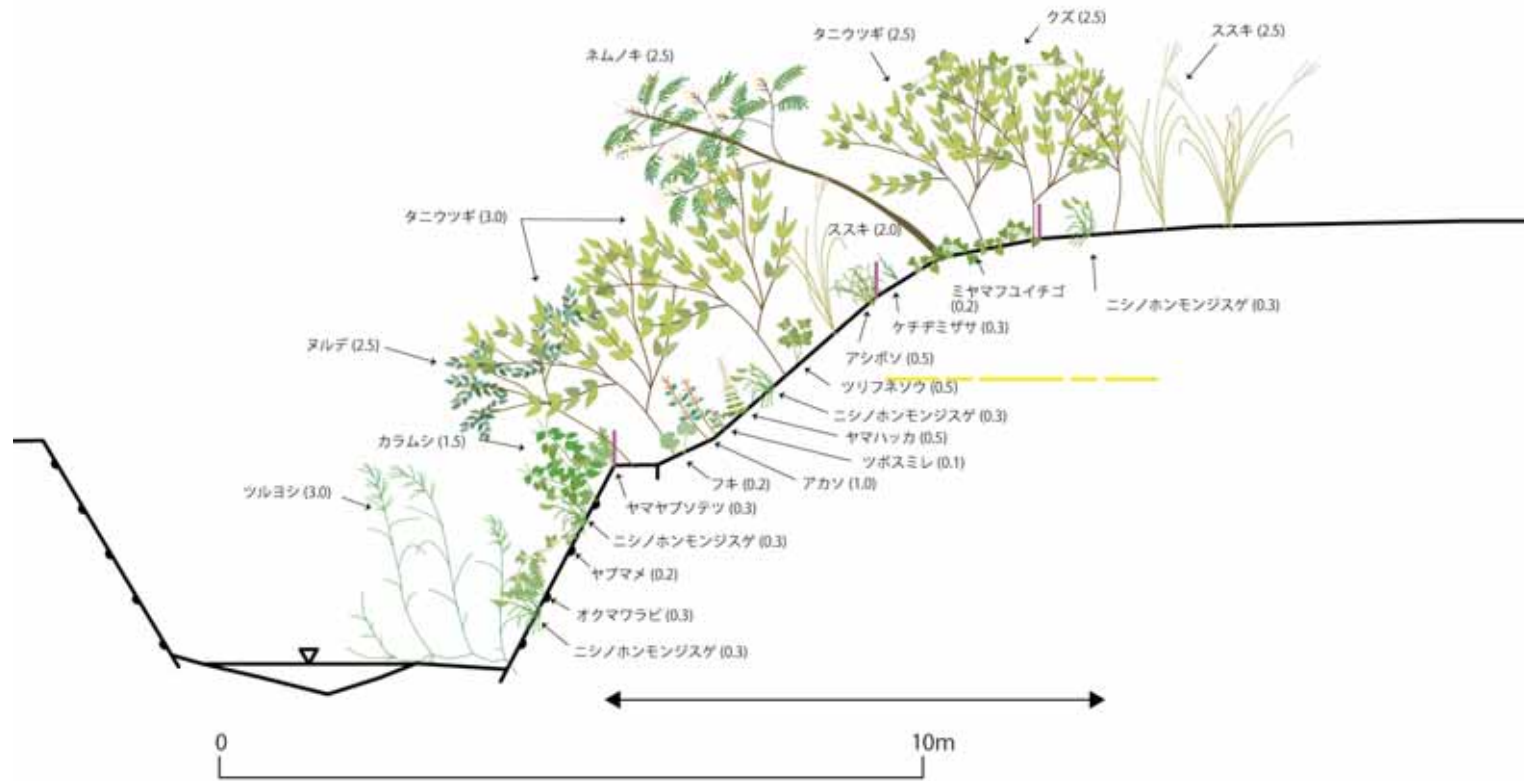 クズ (2.5)
タニウツギ (2.5)
ススキ (2.5)
ネムノキ (2.5)
タニウツギ (3.0)
ススキ (2.0)
ミヤマフユイチゴ
(0.2)
ニシノホンモンジスゲ (0.3)
ケチヂミザサ (0.3)
アシボソ (0.5)
ヌルデ (2.5)
ツリフネソウ (0.5)
ニシノホンモンジスゲ (0.3)
ヤマハッカ (0.5)
カラムシ (1.5)
ツボスミレ (0.1)
フキ (0.2)
アカソ (1.0)
ツルヨシ (3.0)
ヤマヤブソテツ (0.3)
ニシノホンモンジスゲ (0.3)
ヤブマメ (0.2)
オクマワラビ (0.3)
ニシノホンモンジスゲ (0.3)
0
10m